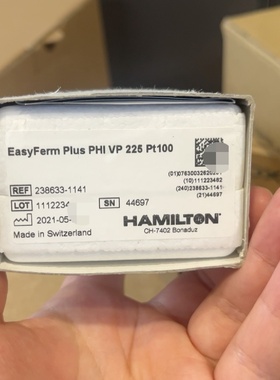 EasyFerm Plus PHI VP 225 Pt100
(10)111223462
(240)238633-1141
(21)44697
REF 238633-1141
LOT 1112234
SN 44697
2021-05-
HAMILTON
Made in Switzerland
CH-7402 Bonaduz